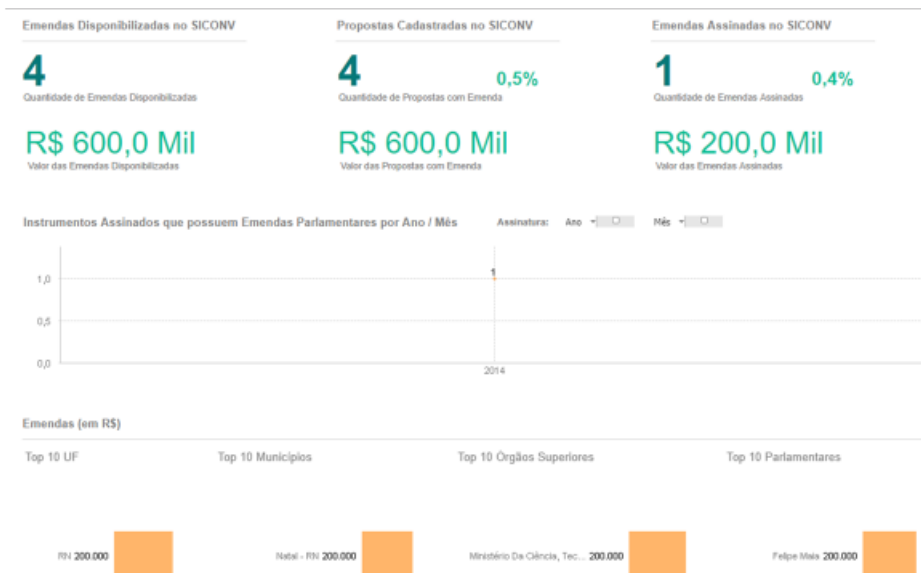 Emendas Disponibilizadas no SICONV
Propostas Cadastradas no SICONV
Emendas Assinadas no SICONV
4
Quantidade de Emendas Disponibilizadas
4
0,5%
Quantidade de Propostas com Emenda
1
0,4%
Quantidade de Emendas Assinadas
R$ 600,0 Mil
Valor das Emendas Disponibilizadas
R$ 600,0 Mil
Valor das Propostas com Emenda
R$ 200,0 Mil
Valor das Emendas Assinadas
Instrumentos Assinados que possuem Emendas Parlamentares por Ano / Mês
Assinatura: Ano Mês
1,0
1
0,5
0,0
2014
Emendas (em R$)
Top 10 UF
Top 10 Municípios
Top 10 Órgãos Superiores
Top 10 Parlamentares
RN 200.000
Natal - RN 200.000
Ministério Da Ciência, Tec... 200.000
Felipe Maia 200.000